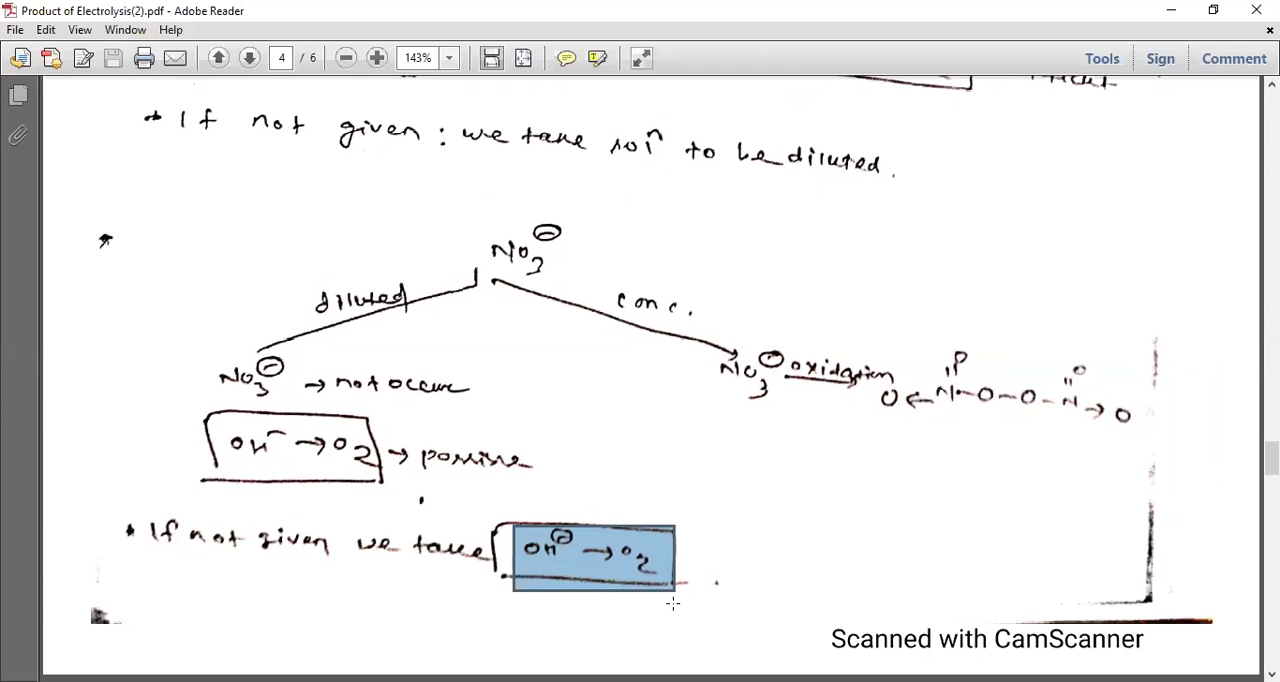 Product of Electrolysis(2).pdf - Adobe Reader
File Edit View Window Help
4 / 6 143% Tools Sign Comment
* If not given : we take solⁿ to be diluted.
NO3⊖
diluted conc.
NO3⊖ → not occur
NO3⊖ oxidation O ← N - O - O - N → O
O O
OH⁻ → O2 → possible
* If not given we take OH⊖ → O2
Scanned with CamScanner